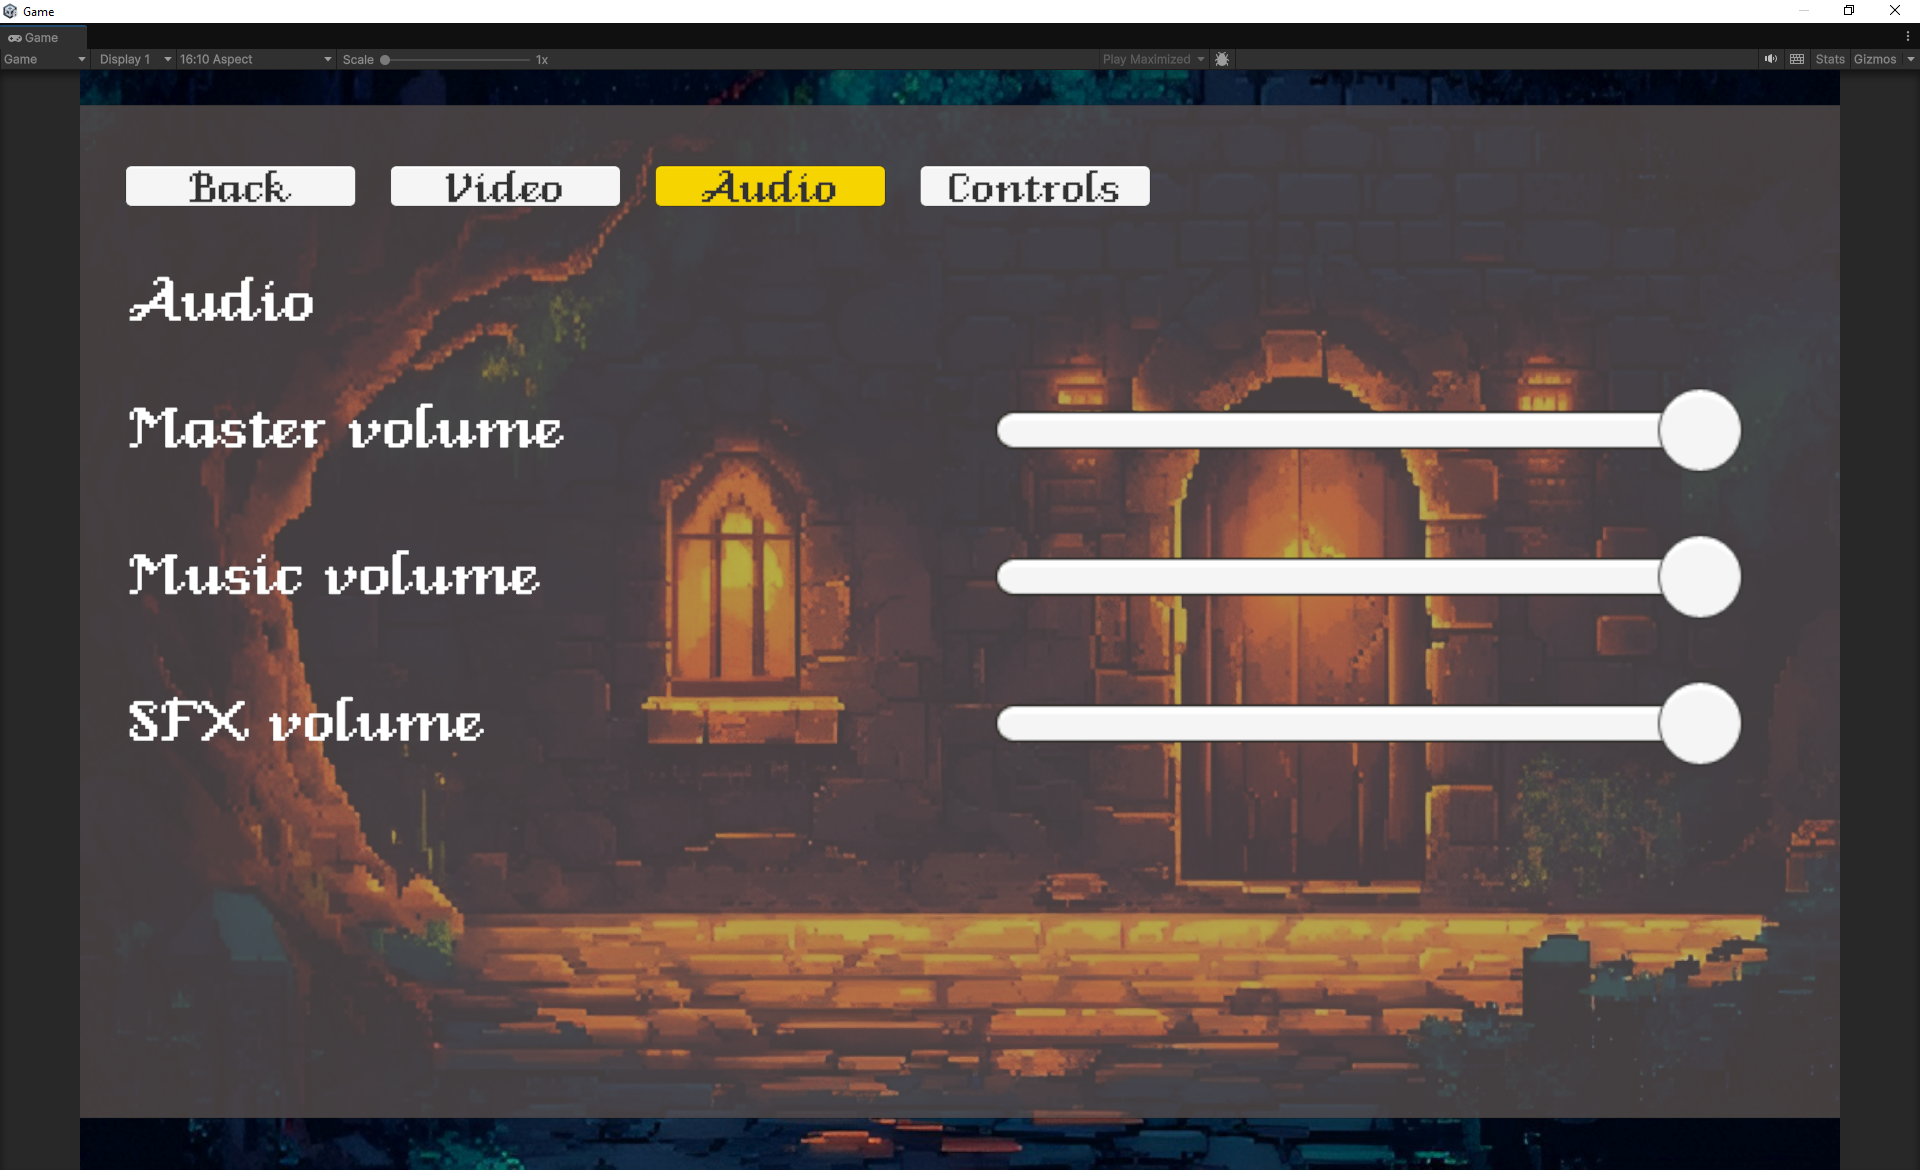 Game
Game
Game Display 1 16:10 Aspect Scale 1x Play Maximized Stats Gizmos
Back Video Audio Controls
Audio
Master volume
Music volume
SFX volume